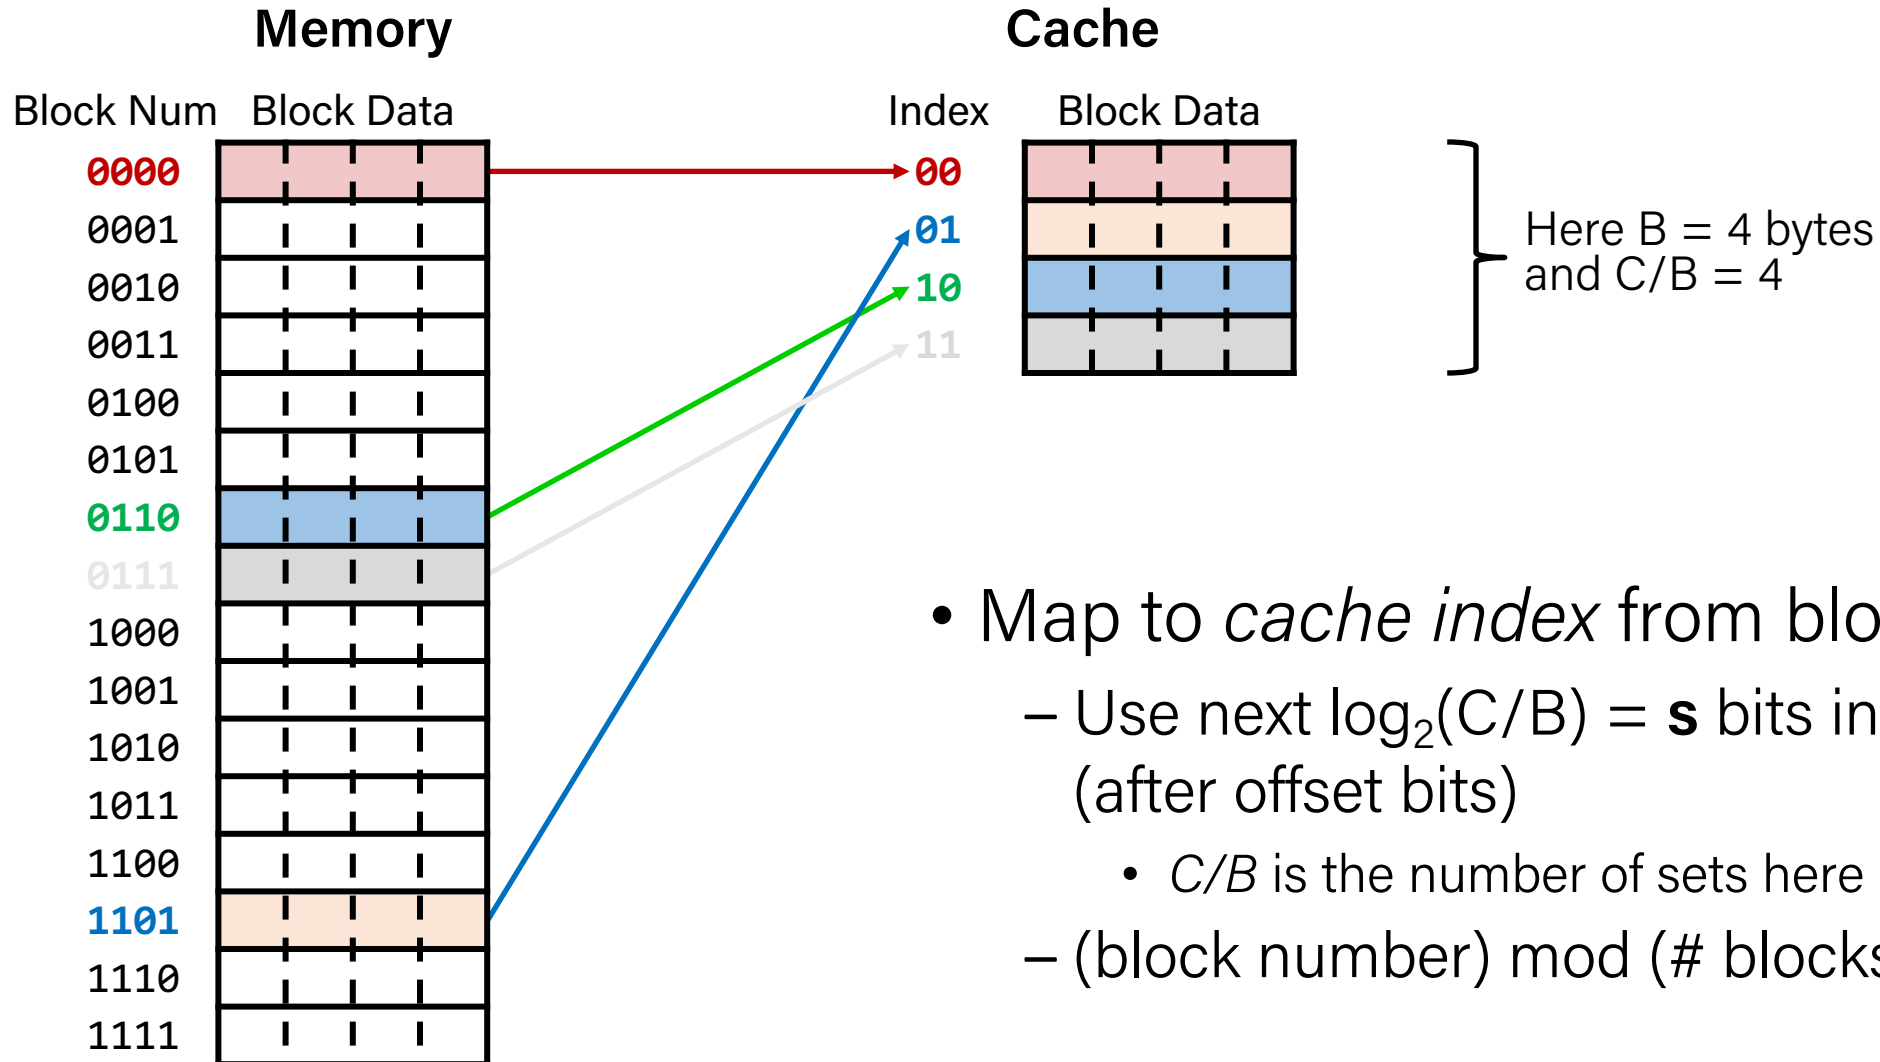 Memory
Cache
Block Num Block Data
Index Block Data
0000
0001
0010
0011
0100
0101
0110
0111
1000
1001
1010
1011
1100
1101
1110
1111
00
01
10
11
Here B = 4 bytes
and C/B = 4
• Map to cache index from
– Use next log₂(C/B) = s bits in
(after offset bits)
• C/B is the number of sets here
– (block number) mod (# blocks